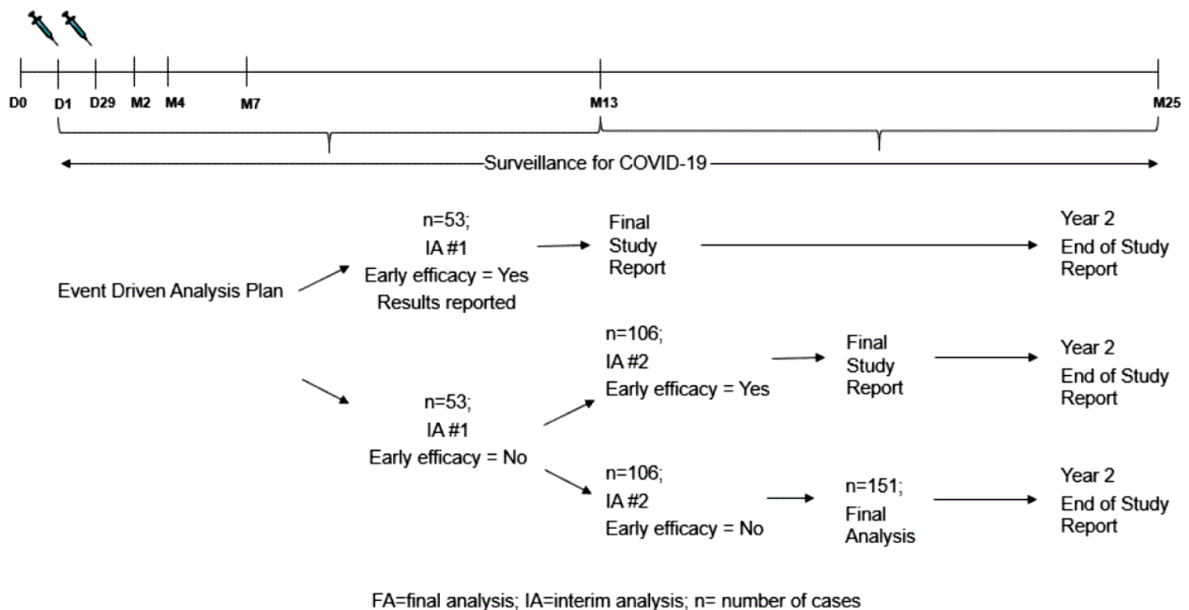 D0 D1 D29 M2 M4 M7 M13 M25
Surveillance for COVID-19
Event Driven Analysis Plan
n=53;
IA #1
Early efficacy = Yes
Results reported
Final
Study
Report
Year 2
End of Study
Report
n=53;
IA #1
Early efficacy = No
n=106;
IA #2
Early efficacy = Yes
Final
Study
Report
Year 2
End of Study
Report
n=106;
IA #2
Early efficacy = No
n=151;
Final
Analysis
Year 2
End of Study
Report
FA=final analysis; IA=interim analysis; n= number of cases